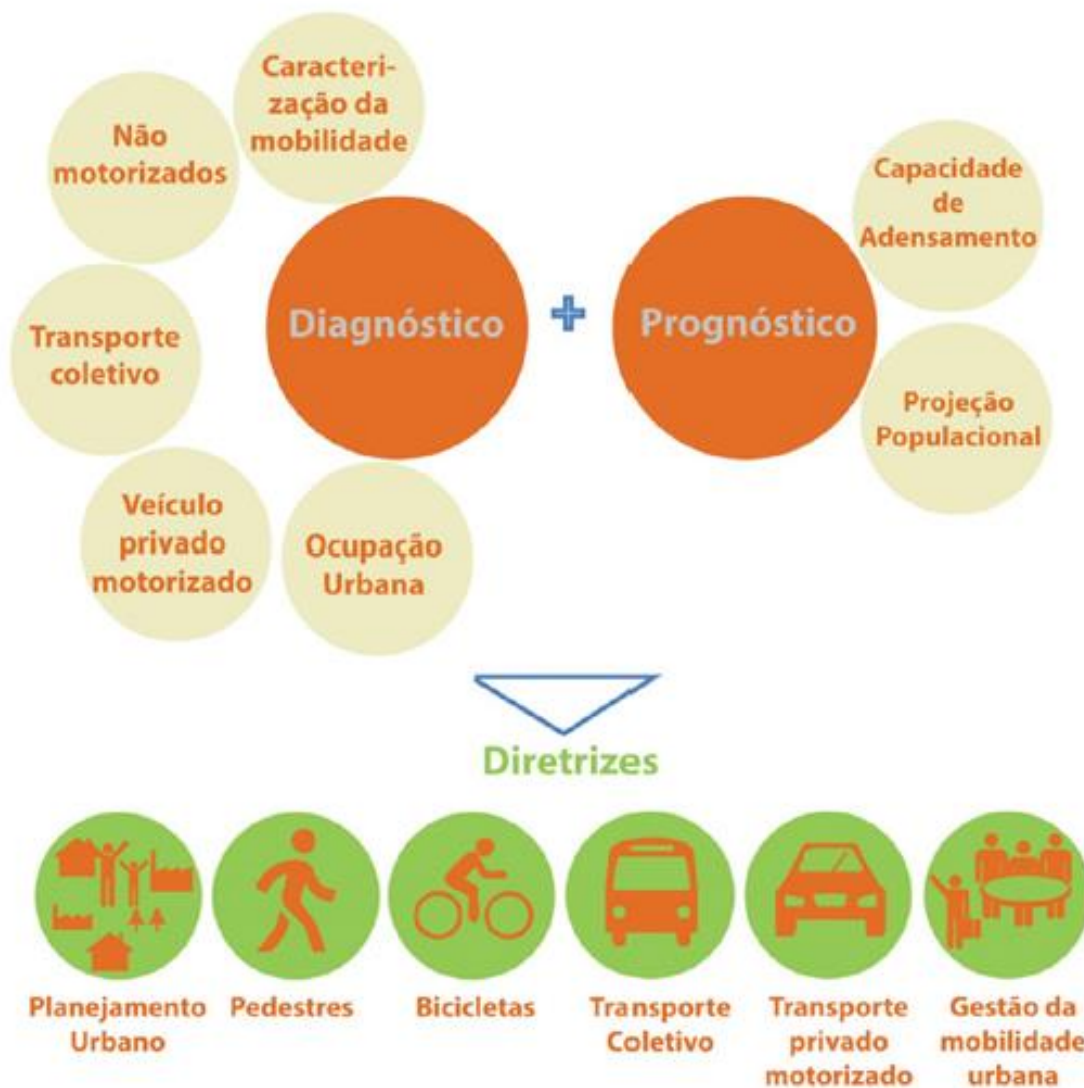 Caracteri-
zação da
mobilidade
Não
motorizados
Transporte
coletivo
Veículo
privado
motorizado
Ocupação
Urbana
Diagnóstico
+
Prognóstico
Capacidade
de
Adensamento
Projeção
Populacional
Diretrizes
Planejamento
Urbano
Pedestres
Bicicletas
Transporte
Coletivo
Transporte
privado
motorizado
Gestão da
mobilidade
urbana